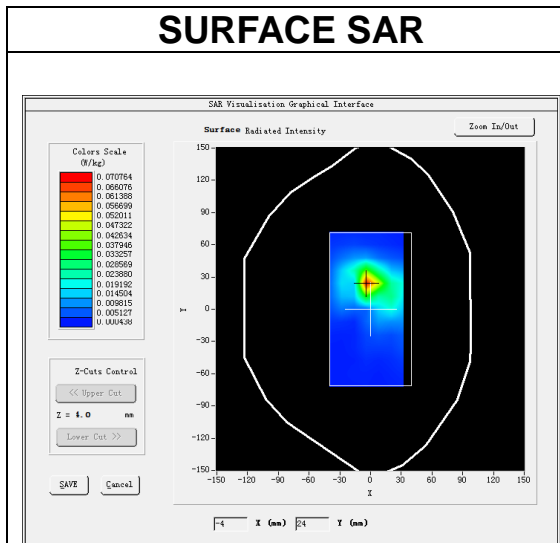 SURFACE SAR
SAR Visualisation Graphical Interface
Surface Radiated Intensity
Zoom In/Out
Colors Scale
(W/kg)
0.070764
0.066076
0.061388
0.056699
0.052011
0.047322
0.042634
0.037946
0.033257
0.028569
0.023880
0.019192
0.014504
0.009815
0.005127
0.000438
Z-Cuts Control
<< Upper Cut
Z = 4.0 mm
Lower Cut >>
SAVE Cancel
150
120
90
60
30
0
-30
-60
-90
-120
-150
Y
-150 -120 -90 -60 -30 0 30 60 90 120 150
X
-4 X (mm) 24 Y (mm)